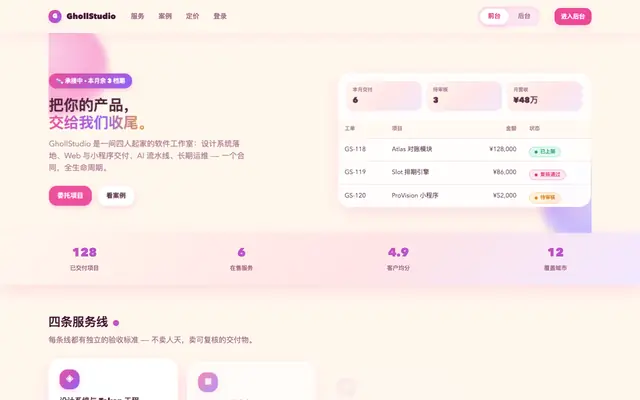 G GhollStudio 服务 案例 定价 登录 前台 后台 进入后台
承接中 · 本月余 3 档期
把你的产品，
交给我们收尾。
GhollStudio 是一间四人起家的软件工作室：设计系统落
地、Web 与小程序交付、AI 流水线、长期运维 — 一个合
同，全生命周期。
委托项目 看案例
本月交付 待审核 月营收
6 3 ¥48万
工单 项目 金额 状态
GS-118 Atlas 对账模块 ¥128,000 已上线
GS-119 Slot 排期引擎 ¥86,000 复核通过
GS-120 ProVision 小程序 ¥52,000 待审核
128 6 4.9 12
已交付项目 在售服务 客户均分 覆盖城市
四条服务线
每条线都有独立的验收标准 — 不卖人天，卖可复核的交付物。